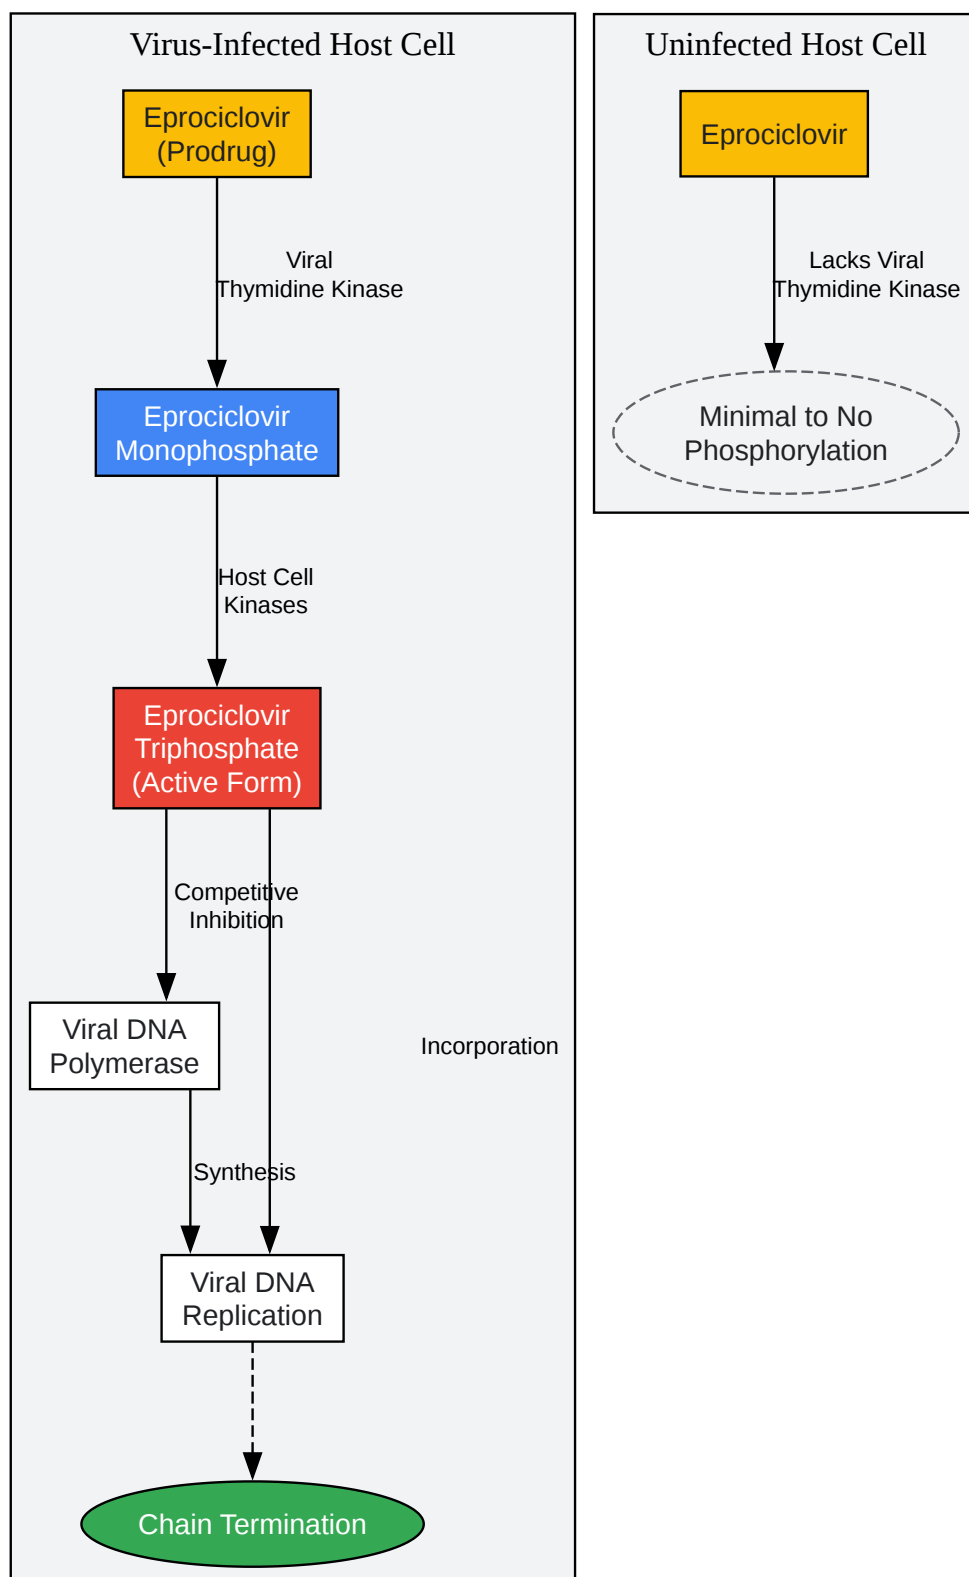 Virus-Infected Host Cell
Eprociclovir
(Prodrug)
Viral
Thymidine Kinase
Eprociclovir
Monophosphate
Host Cell
Kinases
Eprociclovir
Triphosphate
(Active Form)
Competitive
Inhibition
Viral DNA
Polymerase
Incorporation
Synthesis
Viral DNA
Replication
Chain Termination
Uninfected Host Cell
Eprociclovir
Lacks Viral
Thymidine Kinase
Minimal to No
Phosphorylation